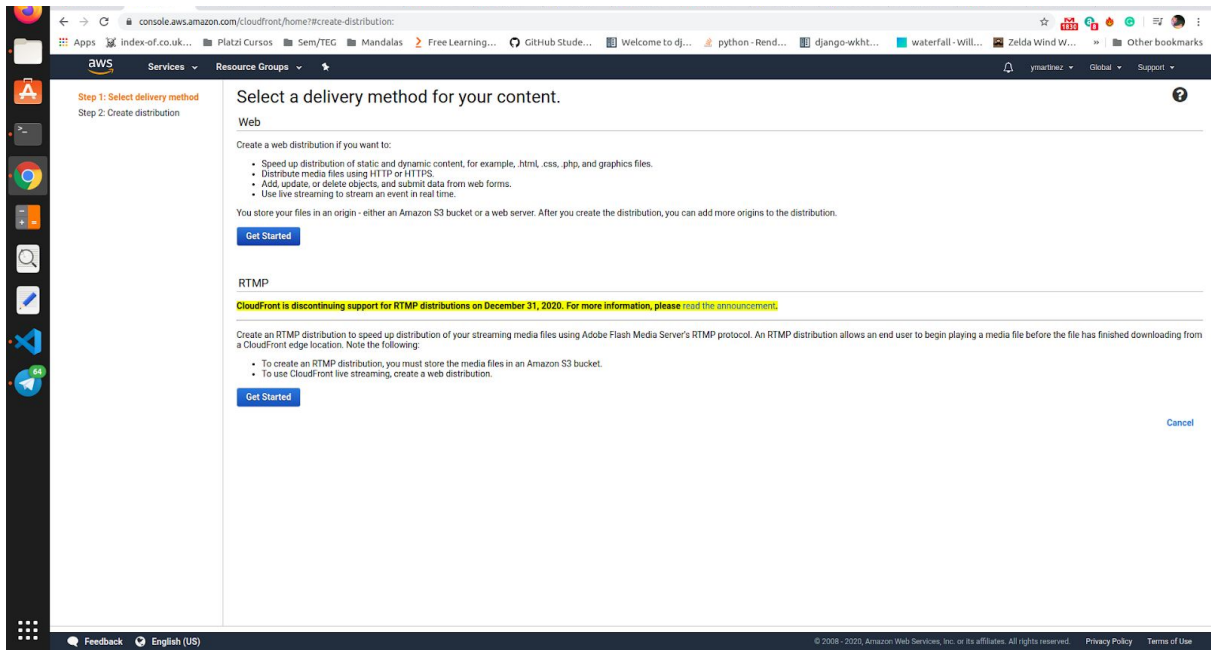 console.aws.amazon.com/cloudfront/home?#create-distribution:
1830
Apps index-of.co.uk... Platzi Cursos Sem/TEG Mandalas Free Learning... GitHub Stude... Welcome to dj... python - Rend... django-wkht... waterfall - Will... Zelda Wind W... » Other bookmarks
aws Services Resource Groups ymartinez Global Support
Step 1: Select delivery method
Step 2: Create distribution
Select a delivery method for your content.
Web
Create a web distribution if you want to:
• Speed up distribution of static and dynamic content, for example, .html, .css, .php, and graphics files.
• Distribute media files using HTTP or HTTPS.
• Add, update, or delete objects, and submit data from web forms.
• Use live streaming to stream an event in real time.
You store your files in an origin - either an Amazon S3 bucket or a web server. After you create the distribution, you can add more origins to the distribution.
Get Started
RTMP
CloudFront is discontinuing support for RTMP distributions on December 31, 2020. For more information, please read the announcement.
Create an RTMP distribution to speed up distribution of your streaming media files using Adobe Flash Media Server's RTMP protocol. An RTMP distribution allows an end user to begin playing a media file before the file has finished downloading from
a CloudFront edge location. Note the following:
• To create an RTMP distribution, you must store the media files in an Amazon S3 bucket.
• To use CloudFront live streaming, create a web distribution.
Get Started
Cancel
64
Feedback English (US)
© 2008 - 2020, Amazon Web Services, Inc. or its affiliates. All rights reserved. Privacy Policy Terms of Use